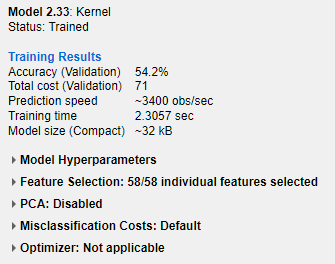 Model 2.33: Kernel
Status: Trained
Training Results
Accuracy (Validation) 54.2%
Total cost (Validation) 71
Prediction speed ~3400 obs/sec
Training time 2.3057 sec
Model size (Compact) ~32 kB
Model Hyperparameters
Feature Selection: 58/58 individual features selected
PCA: Disabled
Misclassification Costs: Default
Optimizer: Not applicable